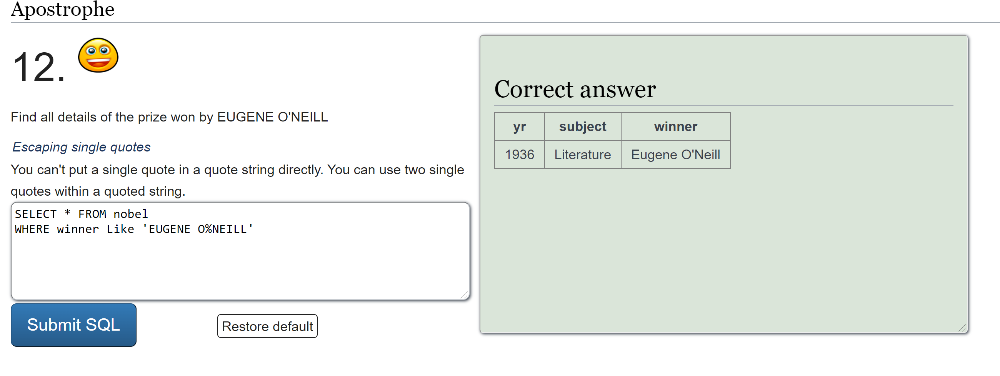 Apostrophe
12.
Find all details of the prize won by EUGENE O'NEILL
Escaping single quotes
You can't put a single quote in a quote string directly. You can use two single
quotes within a quoted string.
SELECT * FROM nobel
WHERE winner Like 'EUGENE O%NEILL'
Submit SQL
Restore default
Correct answer
yr subject winner
1936 Literature Eugene O'Neill